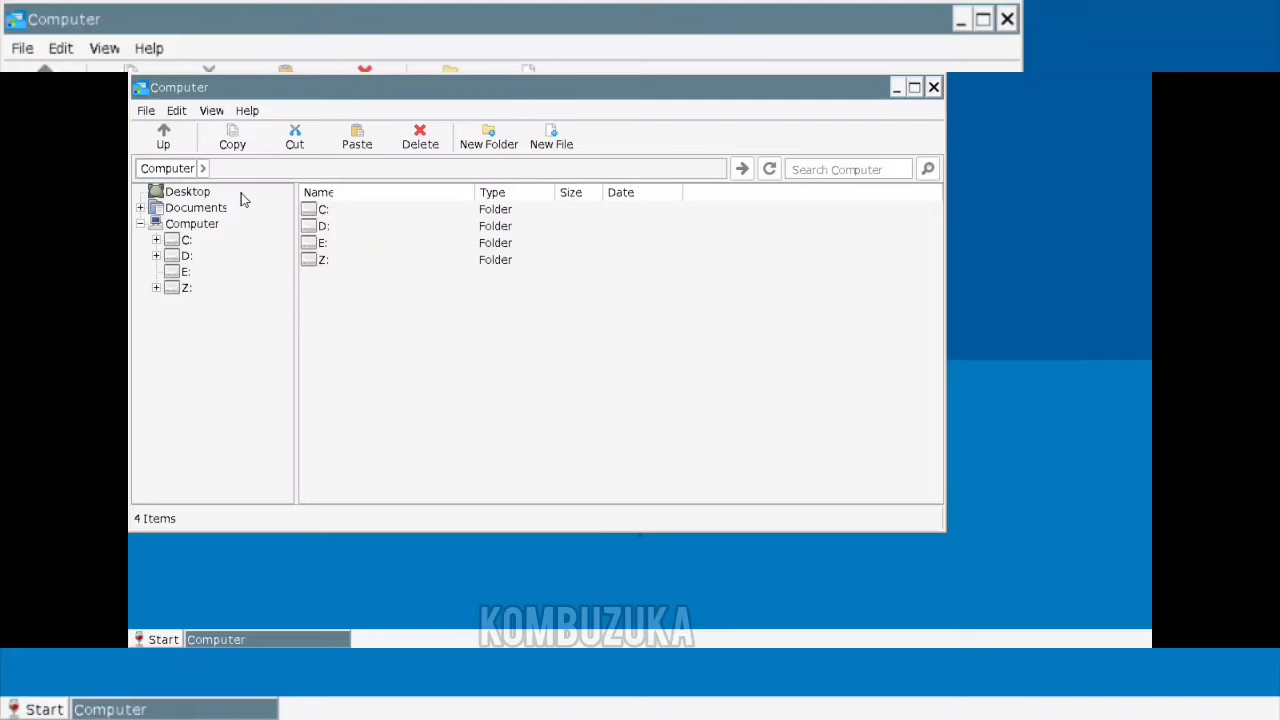 Computer
File Edit View Help
Computer
File Edit View Help
Up Copy Cut Paste Delete New Folder New File
Computer Search Computer
Name Type Size Date
Desktop
Documents
Computer
C:
D:
E:
Z:
C: Folder
D: Folder
E: Folder
Z: Folder
4 Items
KOMBUZUKA
Start Computer
Start Computer